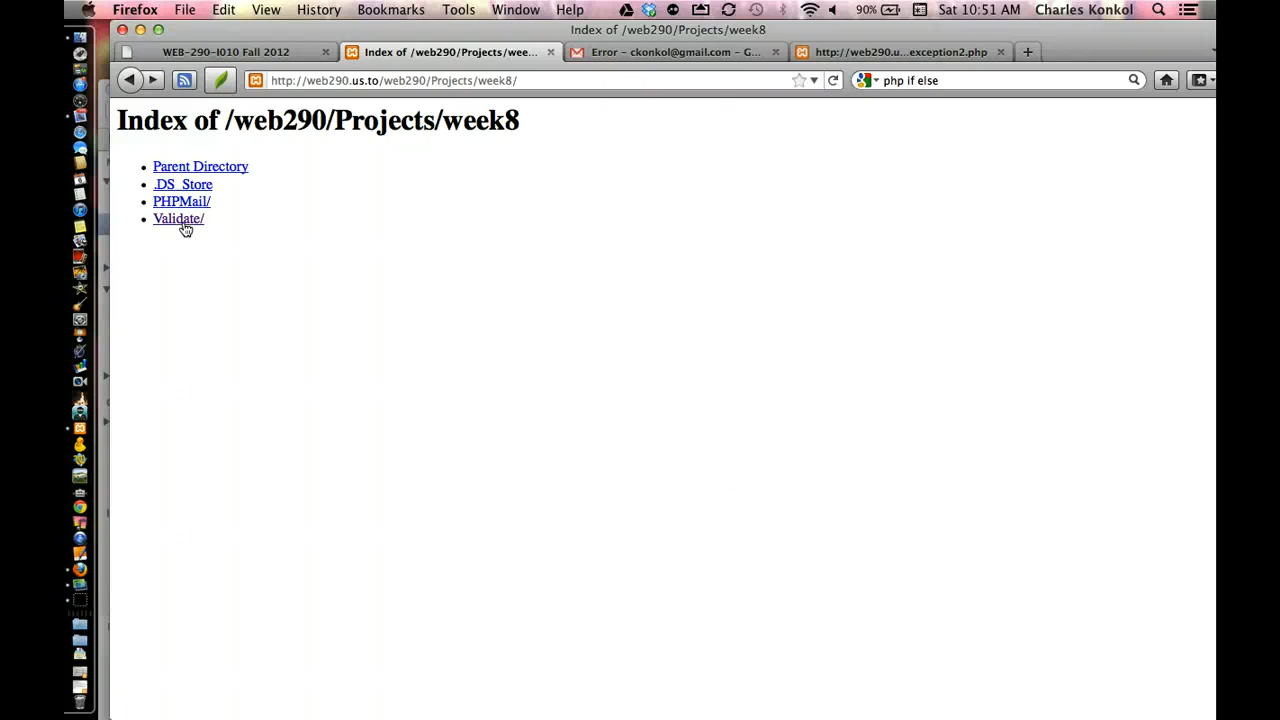 Firefox File Edit View History Bookmarks Tools Window Help 90% Sat 10:51 AM Charles Konkol
Index of /web290/Projects/week8
WEB-290-I010 Fall 2012 Index of /web290/Projects/wee... Error - ckonkol@gmail.com - G... http://web290.u...exception2.php
http://web290.us.to/web290/Projects/week8/ php if else
Index of /web290/Projects/week8
Parent Directory
.DS_Store
PHPMail/
Validate/